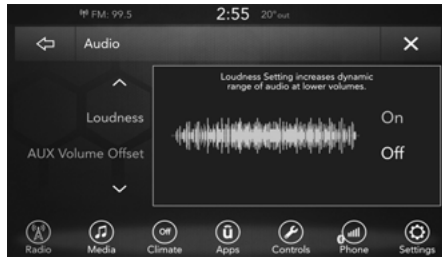 FM: 99.5
2:55
20°out
Audio
Loudness Setting increases dynamic
range of audio at lower volumes.
Loudness
On
AUX Volume Offset
Off
Radio
Media
Off
Climate
ū
Apps
Controls
Phone
Settings